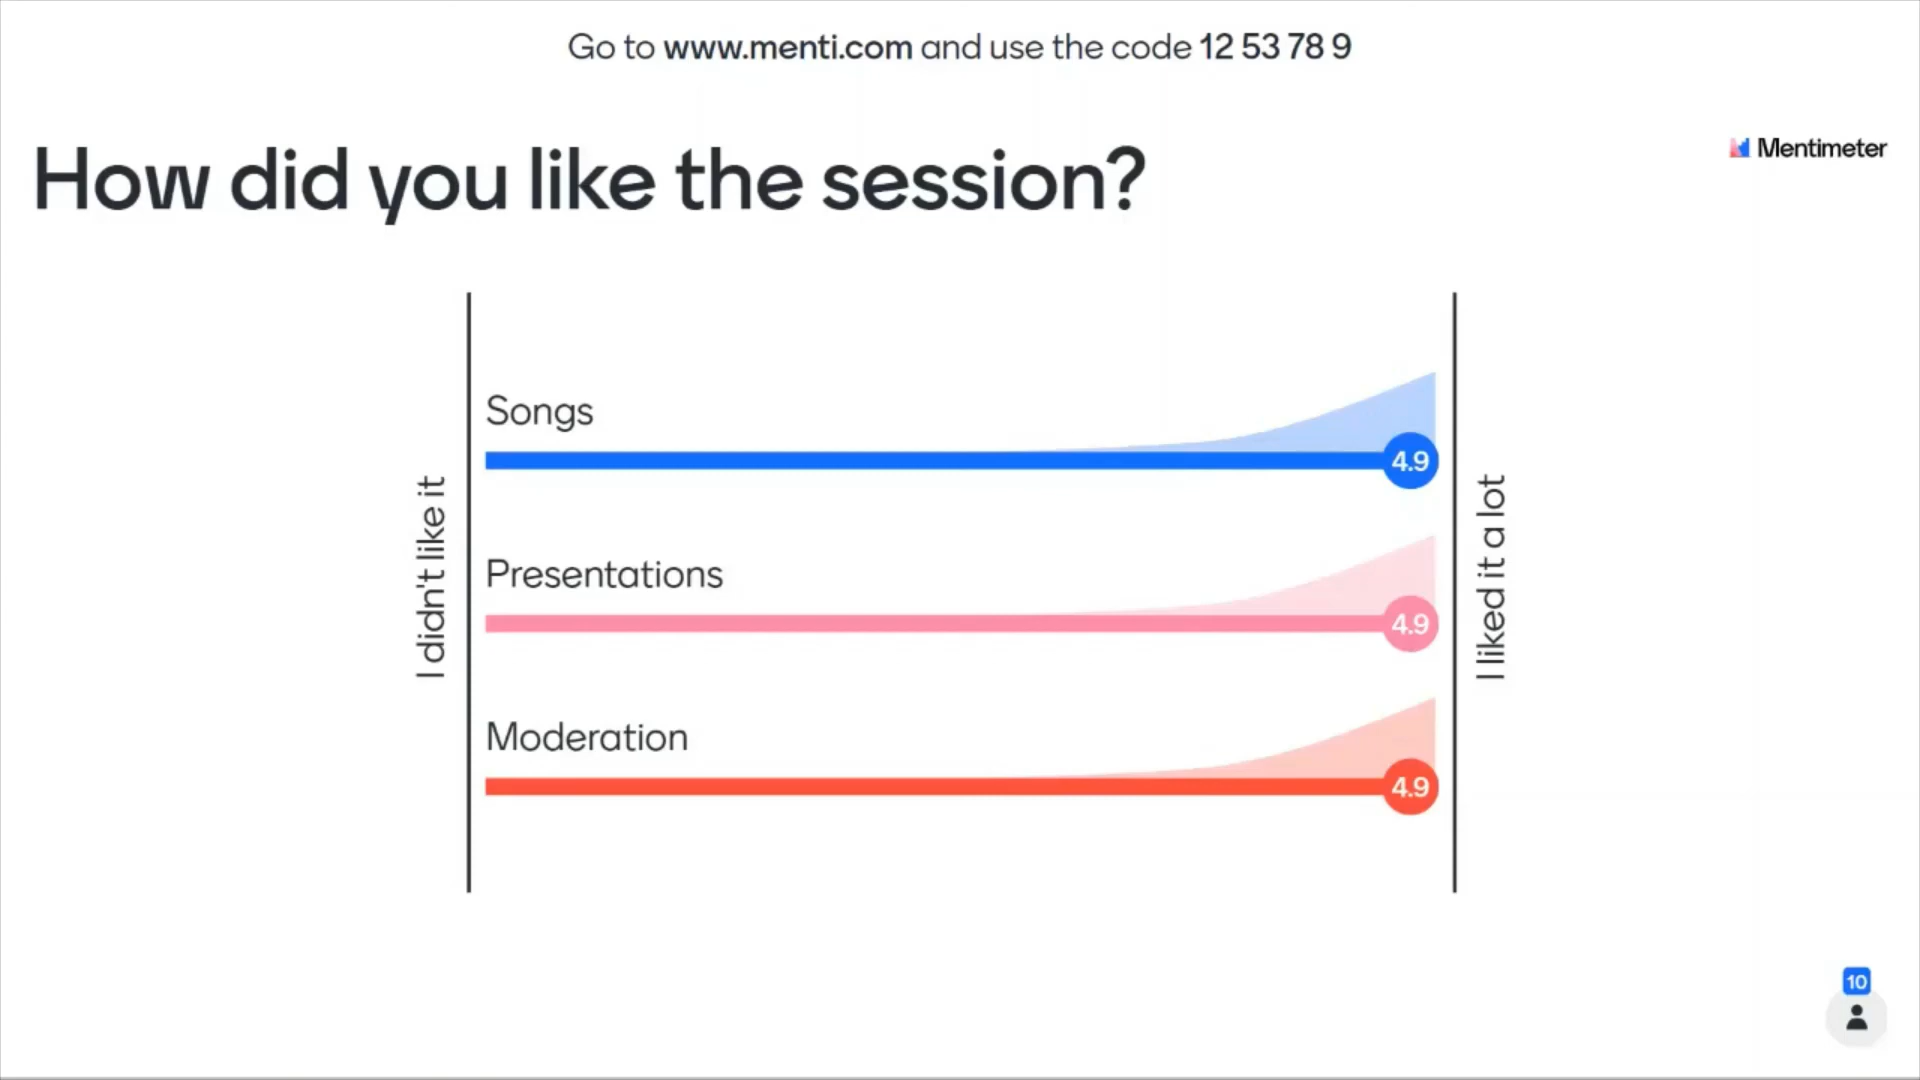 Go to www.menti.com and use the code 12 53 78 9
Mentimeter
How did you like the session?
I didn't like it
Songs
4.9
Presentations
4.9
Moderation
4.9
I liked it a lot
10